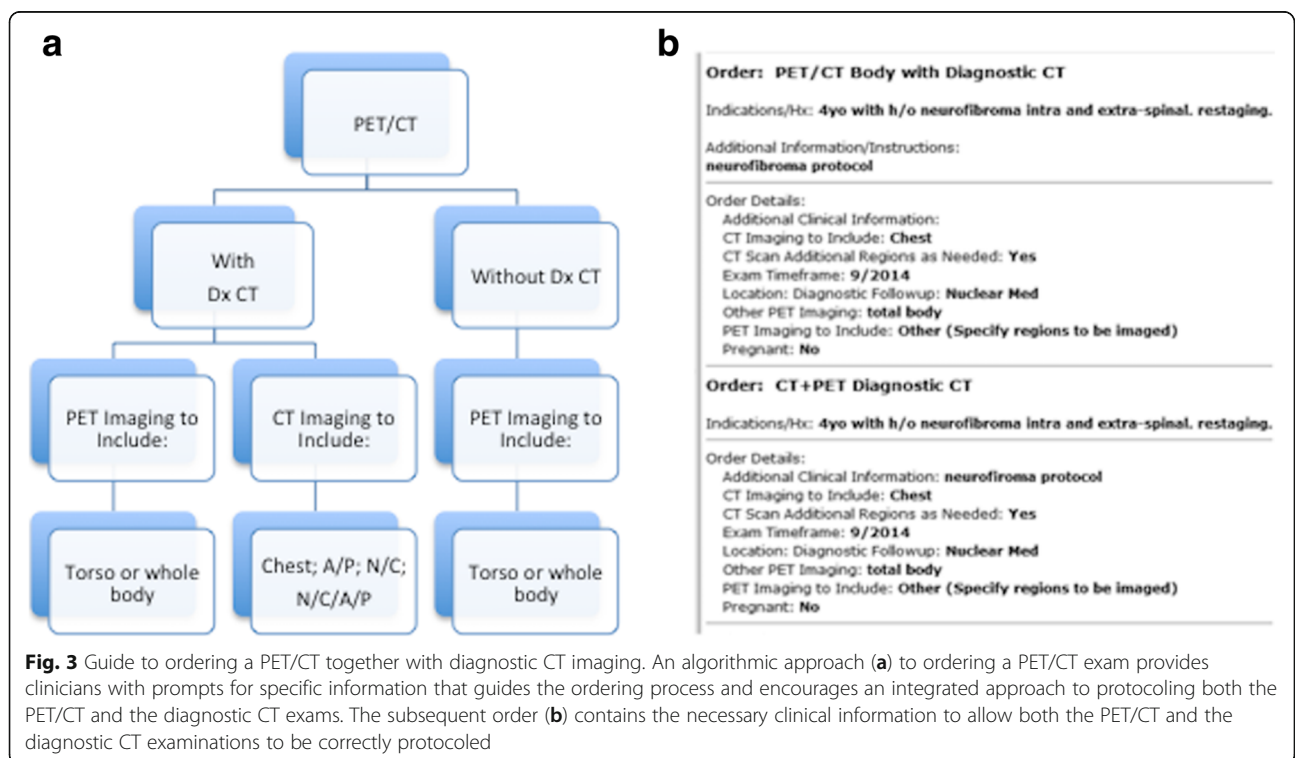 a
PET/CT
With
Dx CT
Without Dx CT
PET Imaging to
Include:
CT Imaging to
Include:
PET Imaging to
Include:
Torso or whole
body
Chest; A/P; N/C;
N/C/A/P
Torso or whole
body
b
Order: PET/CT Body with Diagnostic CT
Indications/Hx: 4yo with h/o neurofibroma intra and extra-spinal. restaging.
Additional Information/Instructions:
neurofibroma protocol
Order Details:
Additional Clinical Information:
CT Imaging to Include: Chest
CT Scan Additional Regions as Needed: Yes
Exam Timeframe: 9/2014
Location: Diagnostic Followup: Nuclear Med
Other PET Imaging: total body
PET Imaging to Include: Other (Specify regions to be imaged)
Pregnant: No
Order: CT+PET Diagnostic CT
Indications/Hx: 4yo with h/o neurofibroma intra and extra-spinal. restaging.
Order Details:
Additional Clinical Information: neurofiroma protocol
CT Imaging to Include: Chest
CT Scan Additional Regions as Needed: Yes
Exam Timeframe: 9/2014
Location: Diagnostic Followup: Nuclear Med
Other PET Imaging: total body
PET Imaging to Include: Other (Specify regions to be imaged)
Pregnant: No
Fig. 3 Guide to ordering a PET/CT together with diagnostic CT imaging. An algorithmic approach (a) to ordering a PET/CT exam provides
clinicians with prompts for specific information that guides the ordering process and encourages an integrated approach to protocoling both the
PET/CT and the diagnostic CT exams. The subsequent order (b) contains the necessary clinical information to allow both the PET/CT and the
diagnostic CT examinations to be correctly protocoled